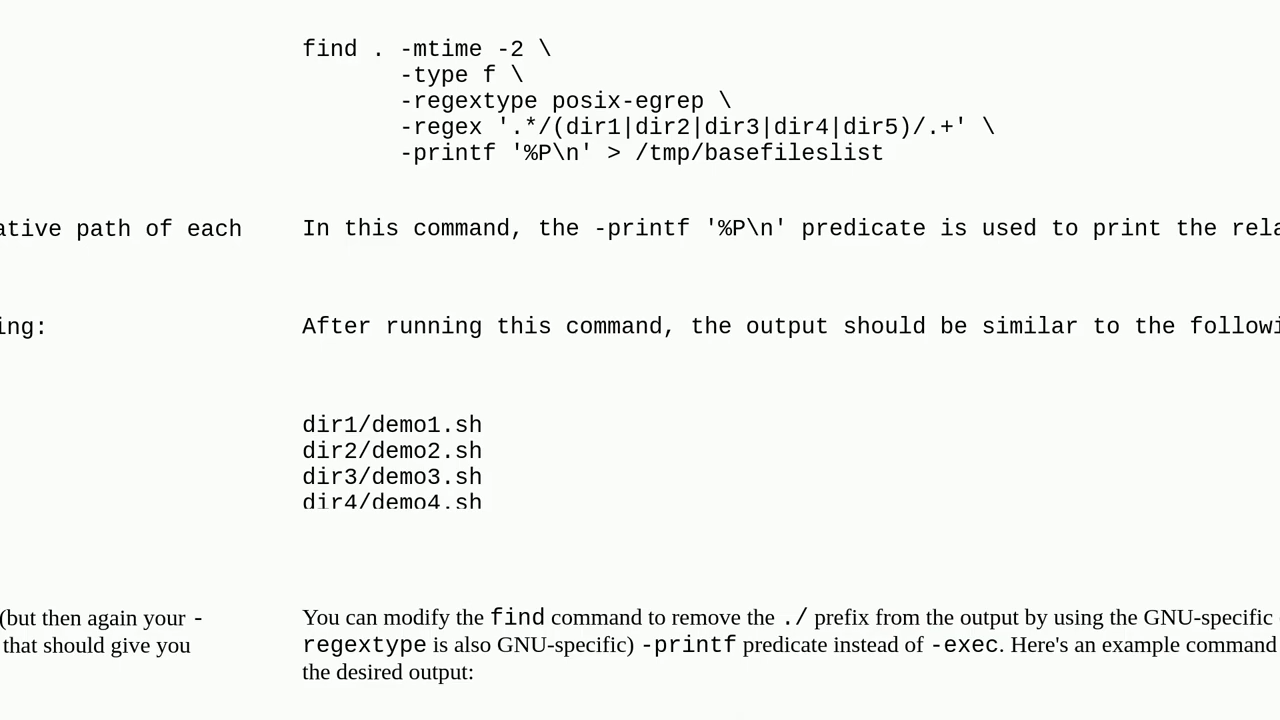 find . -mtime -2 \
-type f \
-regextype posix-egrep \
-regex '.*/(dir1|dir2|dir3|dir4|dir5)/.+' \
-printf '%P\n' > /tmp/basefileslist
ative path of each
In this command, the -printf '%P\n' predicate is used to print the rela
ing:
After running this command, the output should be similar to the followi
dir1/demo1.sh
dir2/demo2.sh
dir3/demo3.sh
dir4/demo4.sh
(but then again your -
that should give you
You can modify the find command to remove the ./ prefix from the output by using the GNU-specific
regextype is also GNU-specific) -printf predicate instead of -exec. Here's an example command
the desired output: